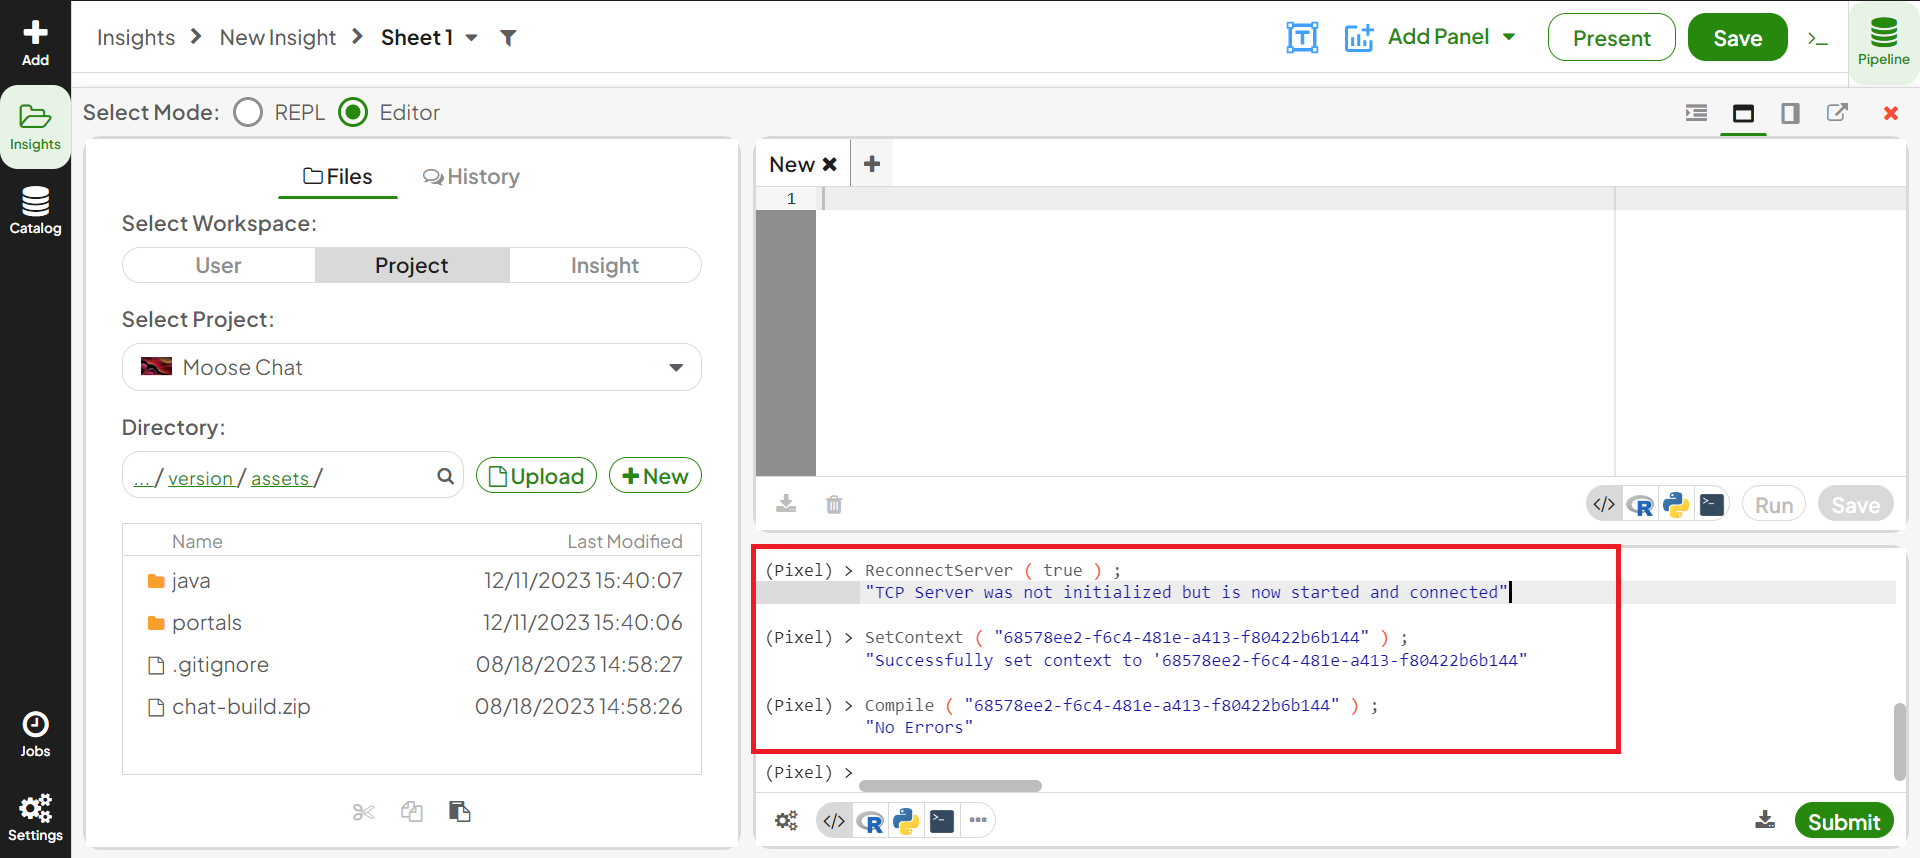 Add
Insights
Catalog
Jobs
Settings
Insights > New Insight > Sheet 1
Add Panel
Present
Save
>_
Pipeline
Select Mode: REPL Editor
Files
History
Select Workspace:
User Project Insight
Select Project:
Moose Chat
Directory:
... / version / assets /
Upload
New
Name Last Modified
java 12/11/2023 15:40:07
portals 12/11/2023 15:40:06
.gitignore 08/18/2023 14:58:27
chat-build.zip 08/18/2023 14:58:26
New
1
</> R >_
Run
Save
(Pixel) > ReconnectServer ( true ) ;
"TCP Server was not initialized but is now started and connected"
(Pixel) > SetContext ( "68578ee2-f6c4-481e-a413-f80422b6b144" ) ;
"Successfully set context to '68578ee2-f6c4-481e-a413-f80422b6b144"
(Pixel) > Compile ( "68578ee2-f6c4-481e-a413-f80422b6b144" ) ;
"No Errors"
(Pixel) >
</> R >_ ...
Submit